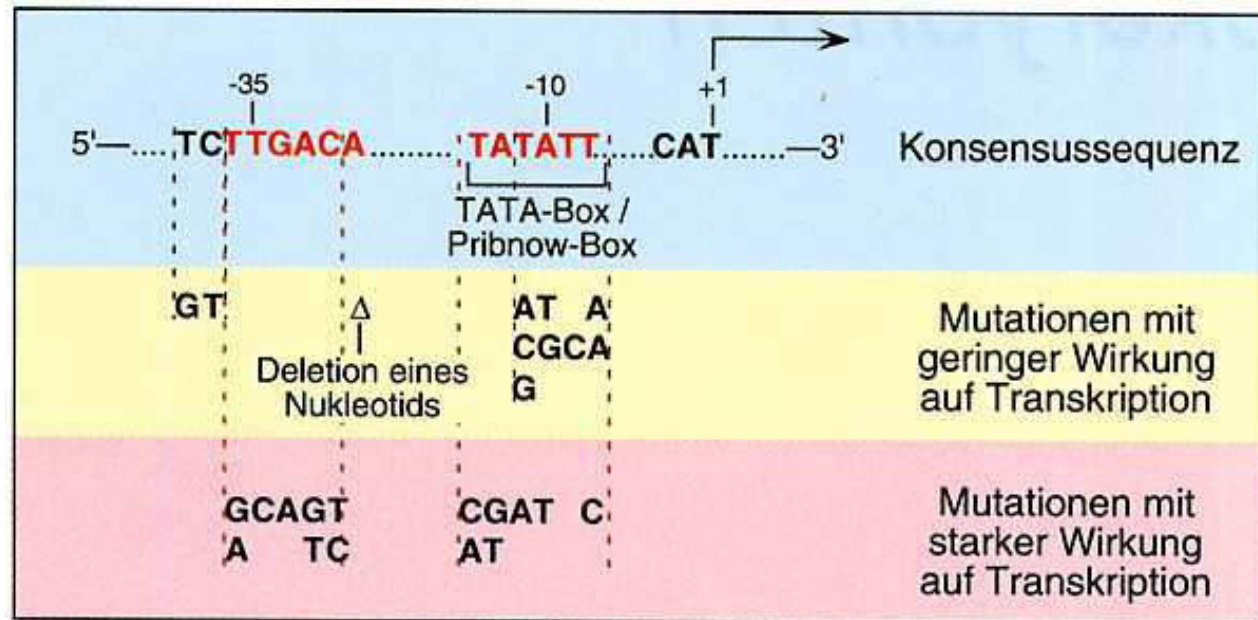 -35 -10 +1
5'—.....TCTTGACA.......... TATATT......CAT.......—3' Konsensussequenz
TATA-Box /
Pribnow-Box
GT Δ AT A Mutationen mit
CGCA geringer Wirkung
Deletion eines G auf Transkription
Nukleotids
GCAGT CGAT C Mutationen mit
A TC AT starker Wirkung
auf Transkription